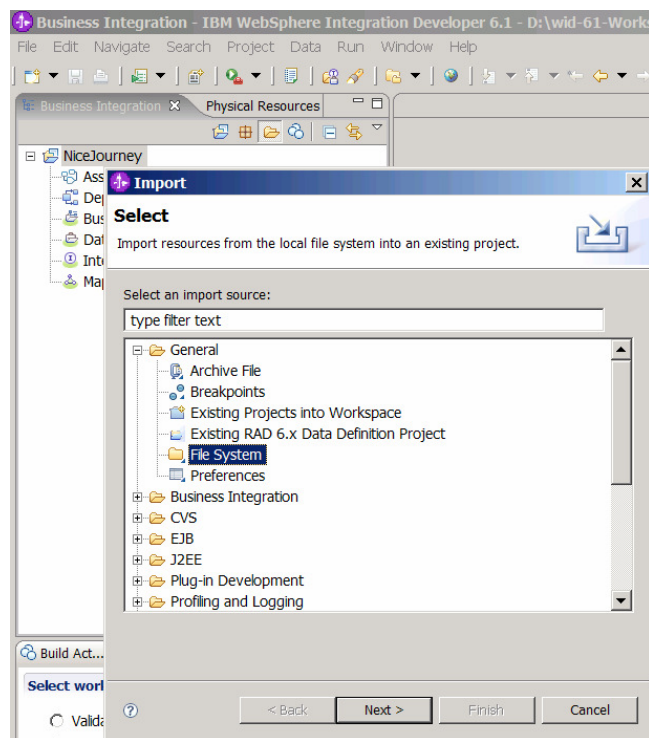 Business Integration - IBM WebSphere Integration Developer 6.1 - D:\wid-61-Works
File Edit Navigate Search Project Data Run Window Help
Business Integration Physical Resources
NiceJourney
Ass
Dep
Bus
Dat
Inte
Map
Import
Select
Import resources from the local file system into an existing project.
Select an import source:
type filter text
General
Archive File
Breakpoints
Existing Projects into Workspace
Existing RAD 6.x Data Definition Project
File System
Preferences
Business Integration
CVS
EJB
J2EE
Plug-in Development
Profiling and Logging
Build Act...
Select worl
Valida
< Back Next > Finish Cancel